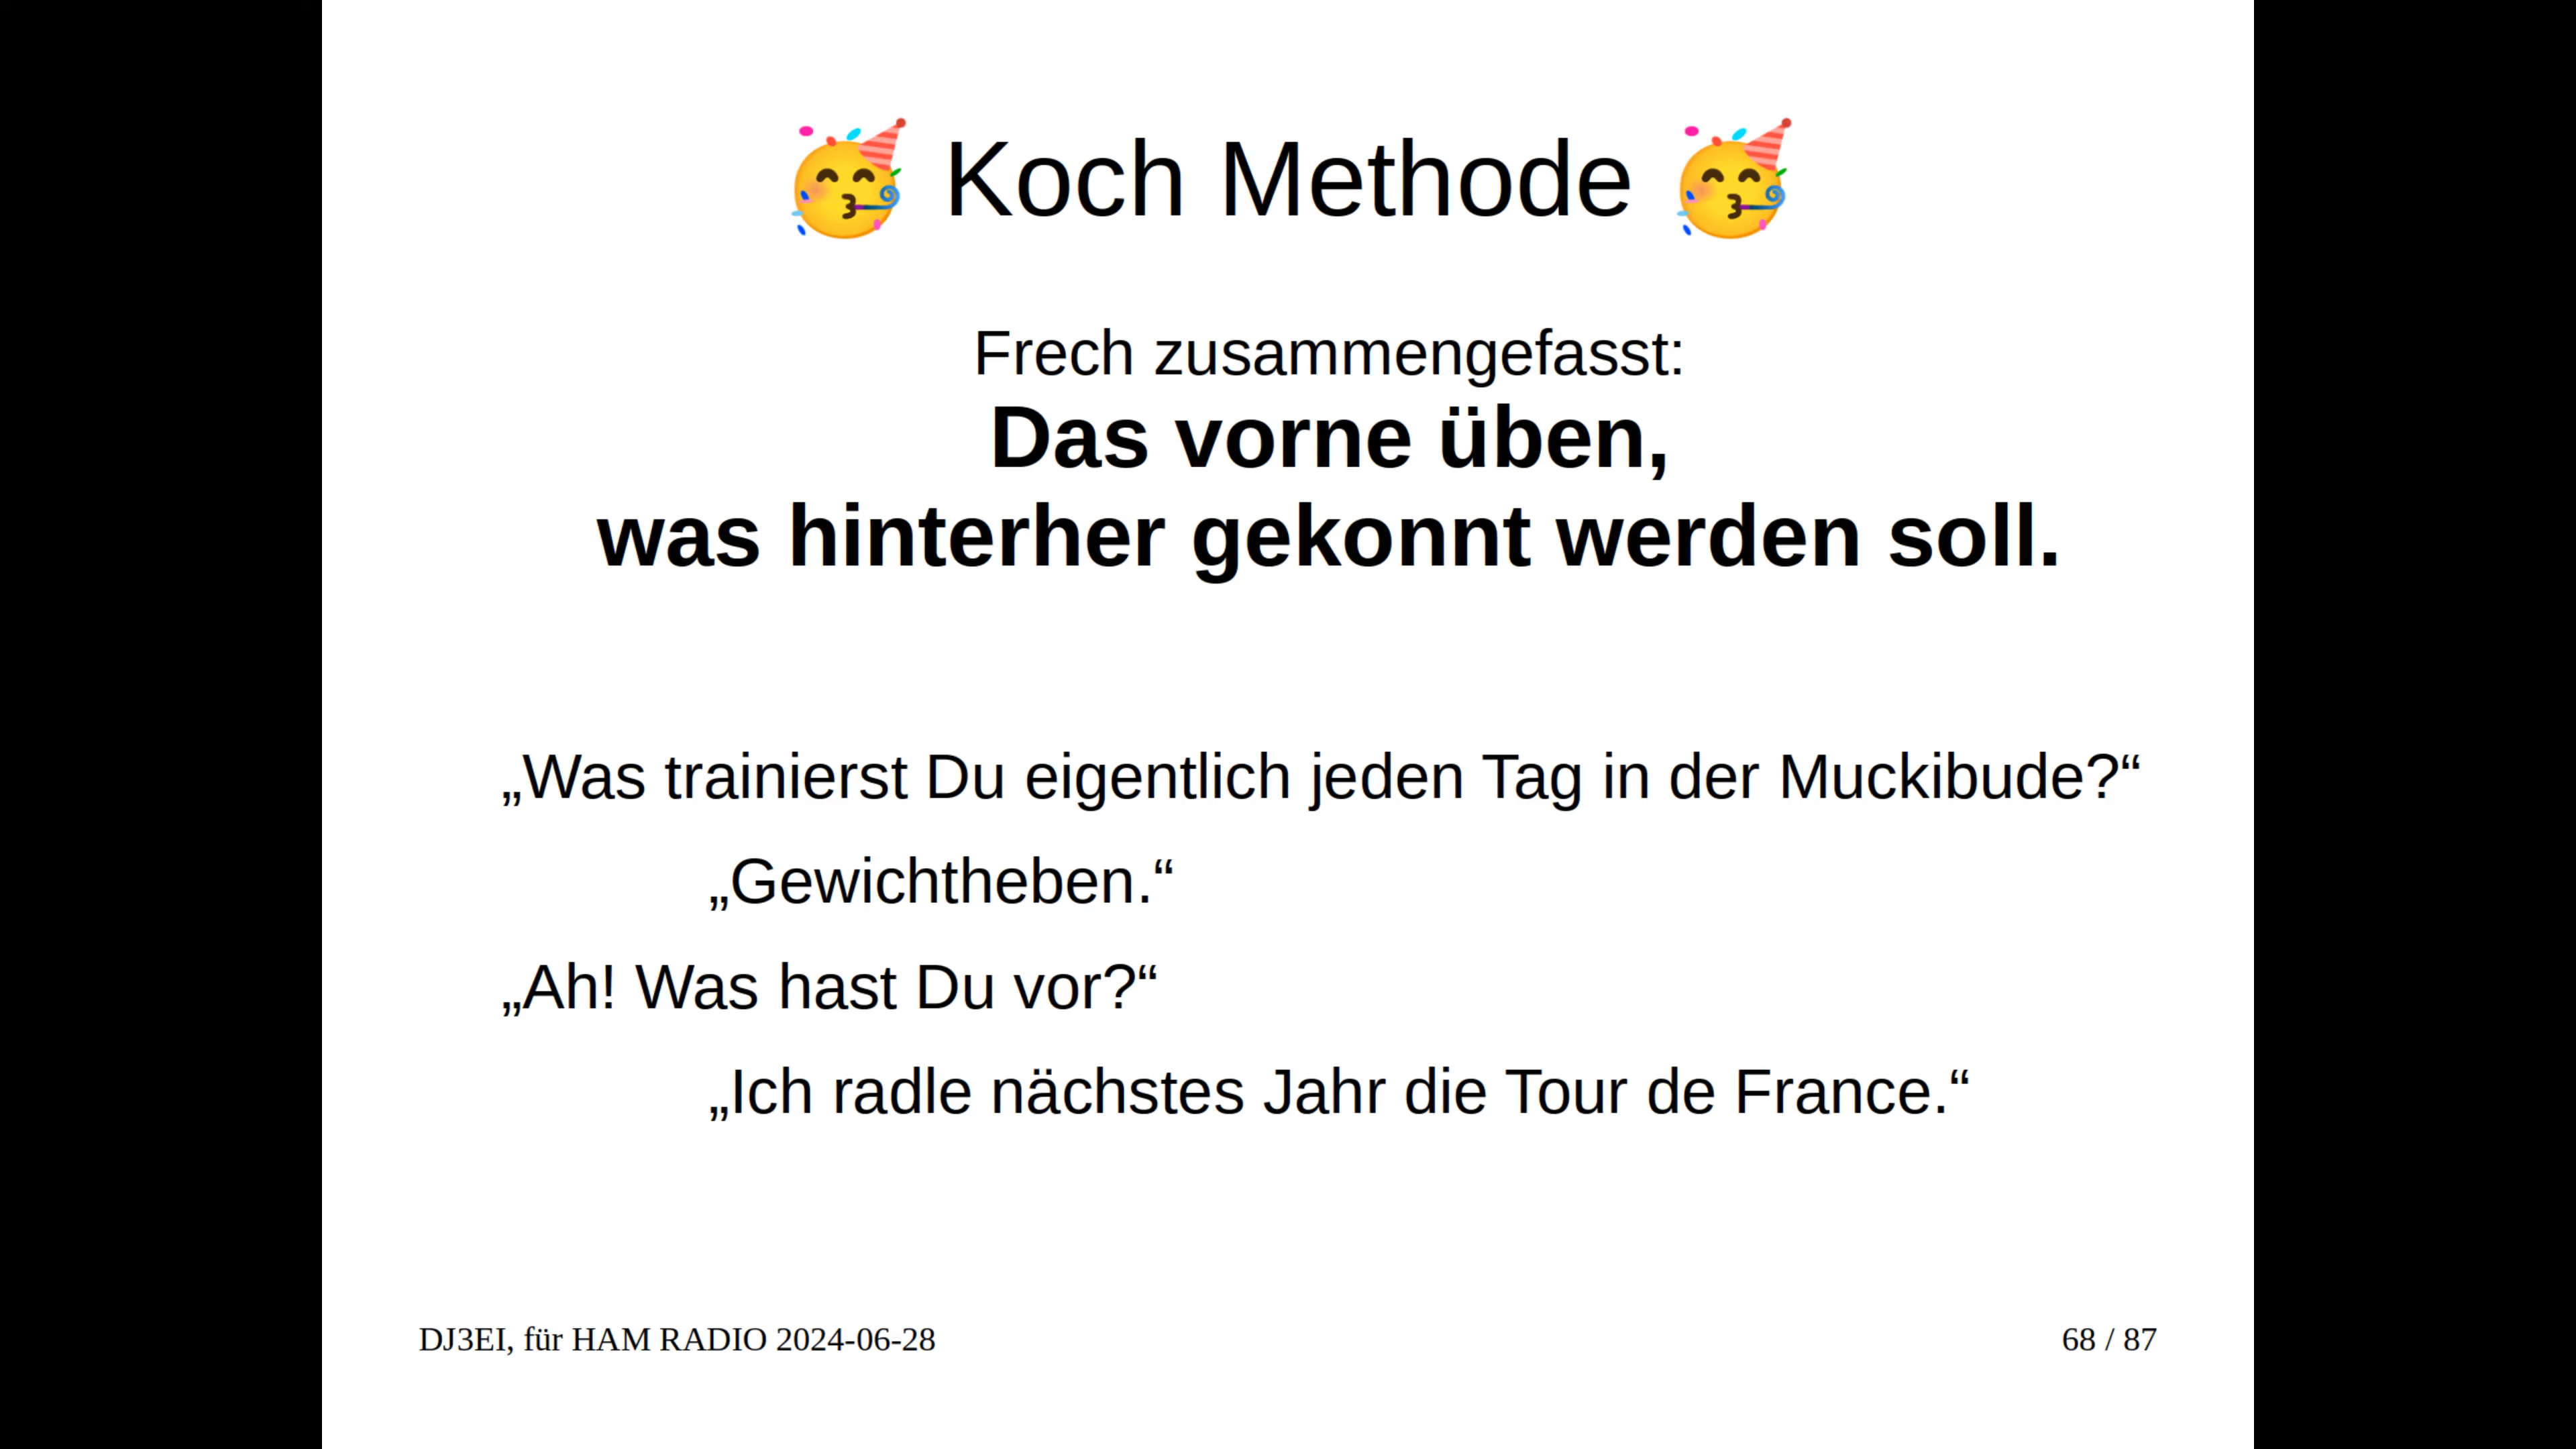 🥳 Koch Methode 🥳
Frech zusammengefasst:
Das vorne üben,
was hinterher gekonnt werden soll.
„Was trainierst Du eigentlich jeden Tag in der Muckibude?“
„Gewichtheben.“
„Ah! Was hast Du vor?“
„Ich radle nächstes Jahr die Tour de France.“
DJ3EI, für HAM RADIO 2024-06-28
68 / 87